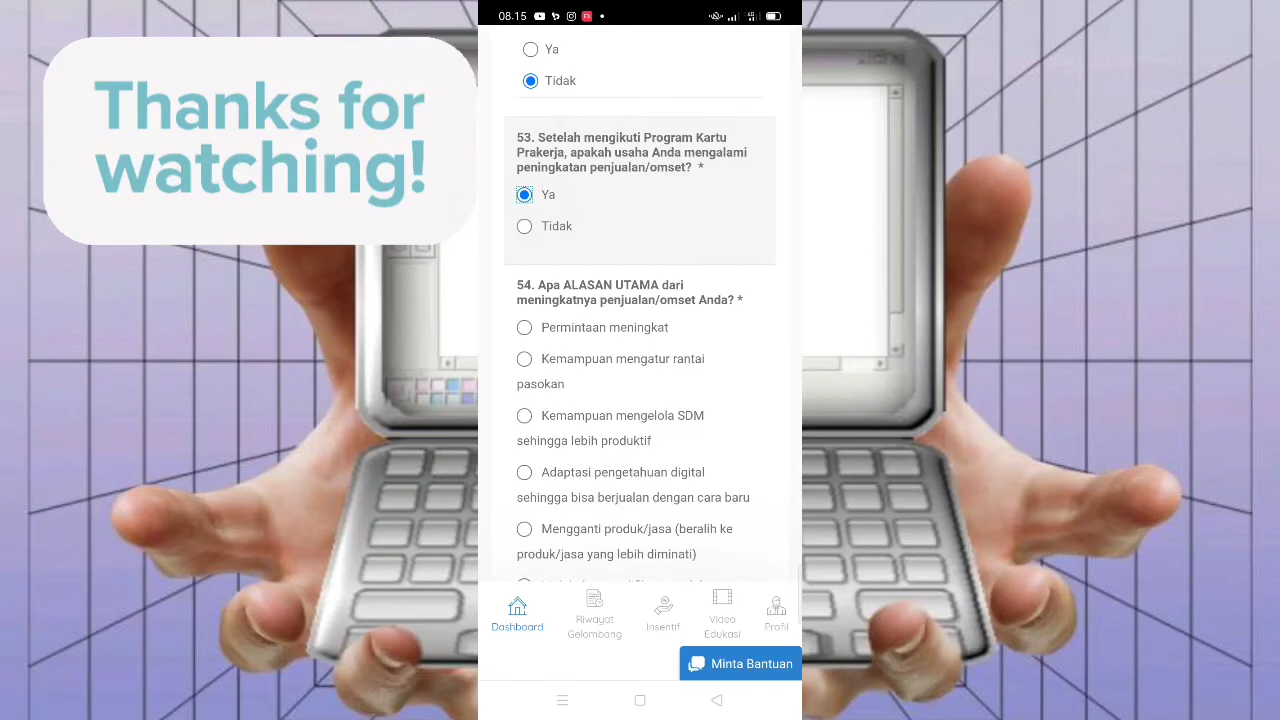 Thanks for
watching!
08.15
Ya
Tidak
53. Setelah mengikuti Program Kartu
Prakerja, apakah usaha Anda mengalami
peningkatan penjualan/omset? *
Ya
Tidak
54. Apa ALASAN UTAMA dari
meningkatnya penjualan/omset Anda? *
Permintaan meningkat
Kemampuan mengatur rantai
pasokan
Kemampuan mengelola SDM
sehingga lebih produktif
Adaptasi pengetahuan digital
sehingga bisa berjualan dengan cara baru
Mengganti produk/jasa (beralih ke
produk/jasa yang lebih diminati)
Dashboard
Riwayat
Gelombang
Insentif
Video
Edukasi
Profil
Minta Bantuan